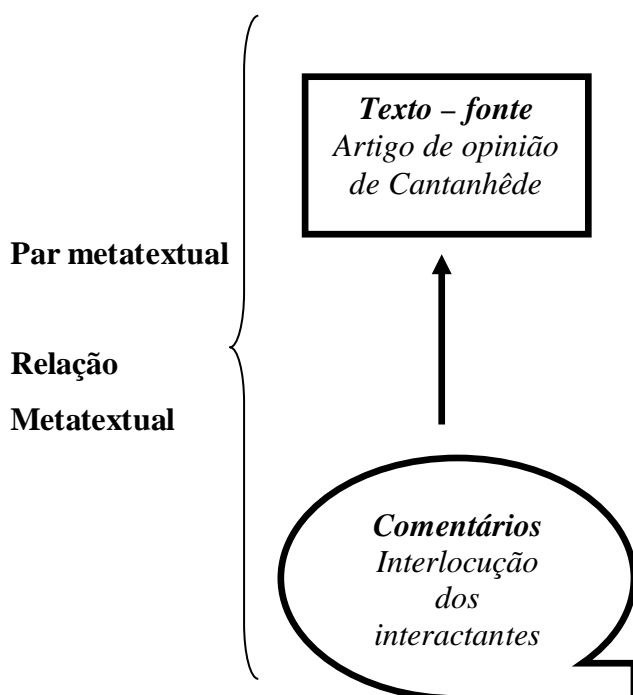 Par metatextual
Relação
Metatextual
Texto – fonte
Artigo de opinião
de Cantanhêde
Comentários
Interlocução
dos
interactantes